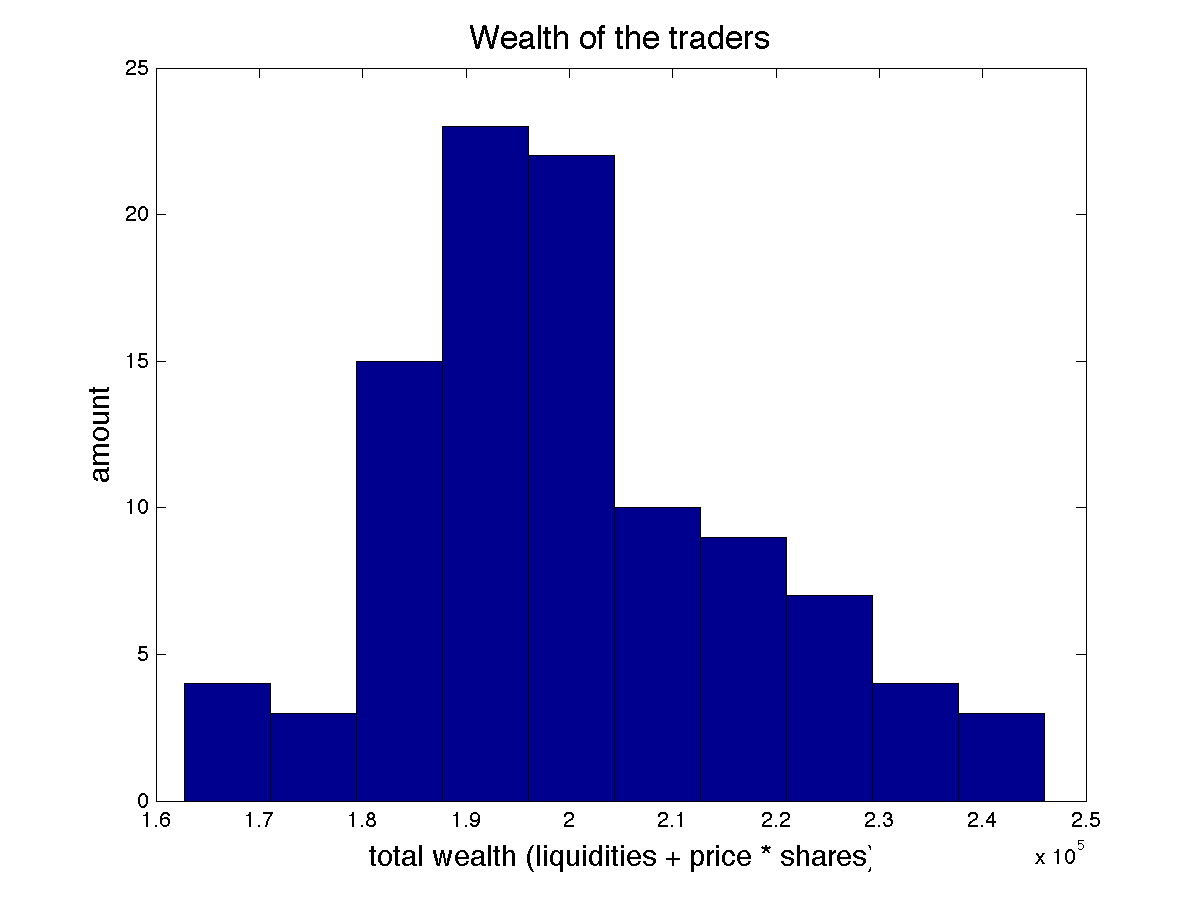 Wealth of the traders
25
20
15
10
5
0
amount
1.6 1.7 1.8 1.9 2 2.1 2.2 2.3 2.4 2.5
x 10^5
total wealth (liquidities + price * shares)